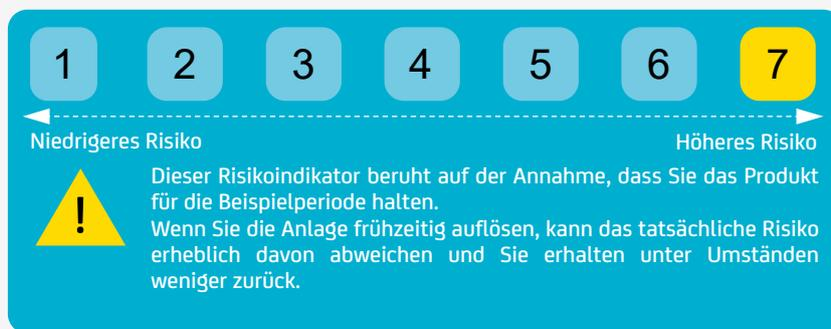 1 2 3 4 5 6 7
Niedrigeres Risiko Höheres Risiko
!
Dieser Risikoindikator beruht auf der Annahme, dass Sie das Produkt
für die Beispielperiode halten.
Wenn Sie die Anlage frühzeitig auflösen, kann das tatsächliche Risiko
erheblich davon abweichen und Sie erhalten unter Umständen
weniger zurück.